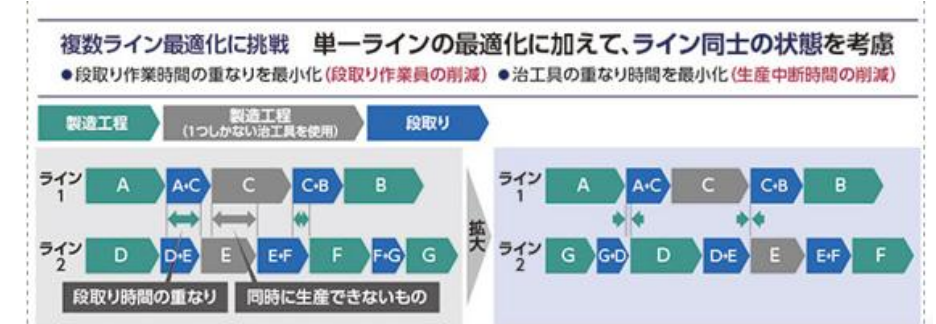 複数ライン最適化に挑戦 単一ラインの最適化に加えて、ライン同士の状態を考慮
●段取り作業時間の重なりを最小化(段取り作業員の削減) ●治工具の重なり時間を最小化(生産中断時間の削減)
製造工程
製造工程
(1つしかない治工具を使用)
段取り
ライン1 A A・C C C・B B
ライン2 D D・E E E・F F F・G G
段取り時間の重なり 同時に生産できないもの
拡大
ライン1 A A・C C C・B B
ライン2 G G・D D D・E E E・F F